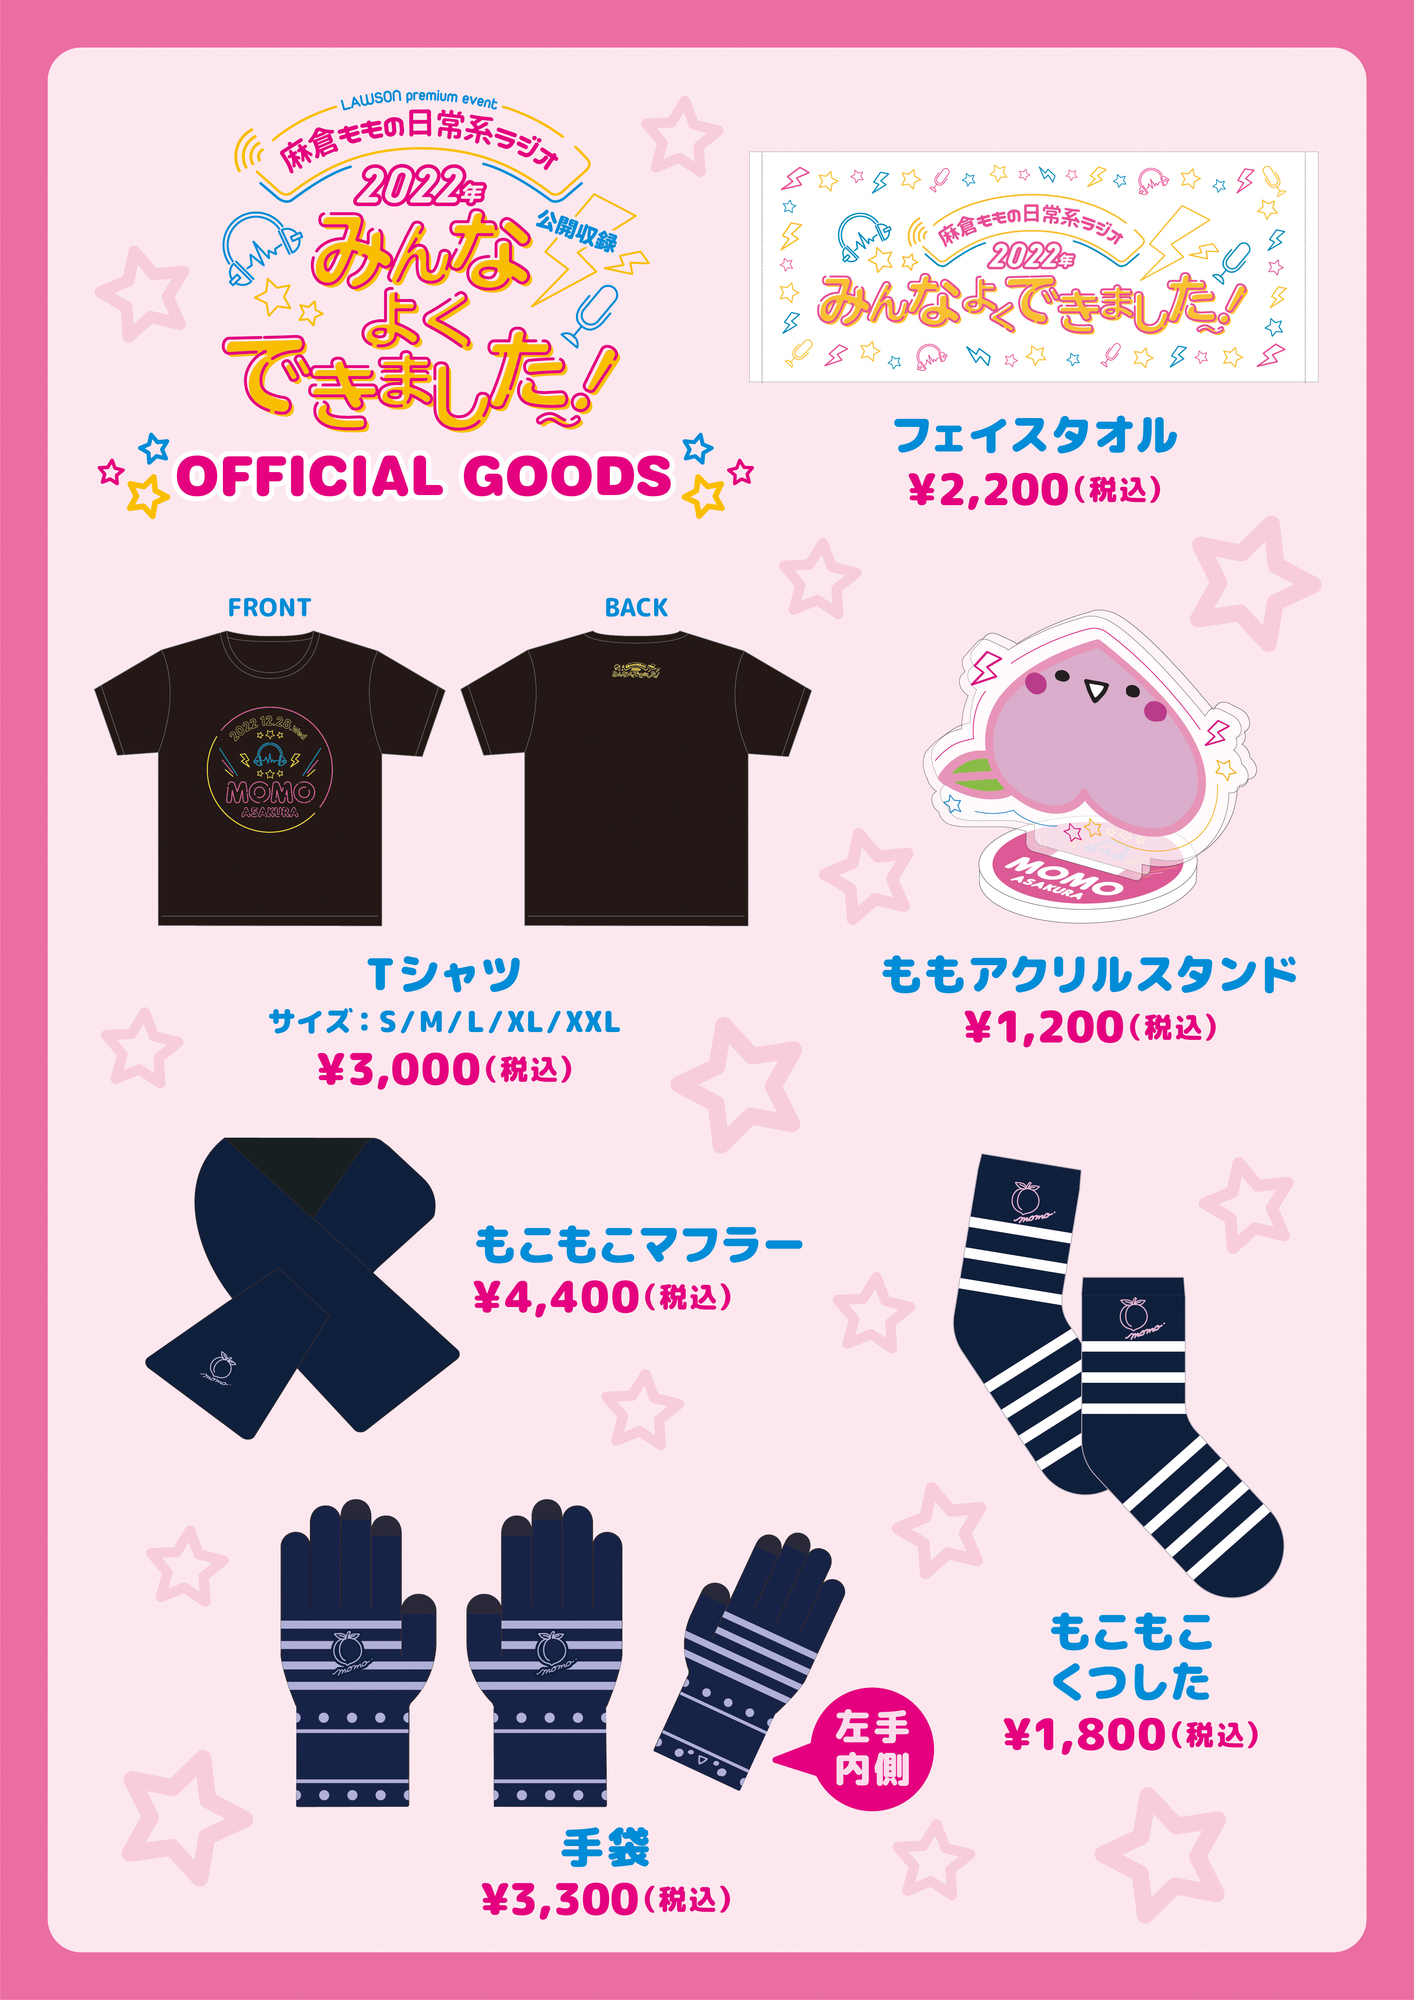 LAWSON premium event
麻倉ももの日常系ラジオ
2022年
公開収録
みんな
よく
できました～!
OFFICIAL GOODS
麻倉ももの日常系ラジオ
2022年
みんなよくできました～!
フェイスタオル
¥2,200(税込)
FRONT
BACK
2022 12.28.Wed
MOMO
ASAKURA
Tシャツ
サイズ：S/M/L/XL/XXL
¥3,000(税込)
MOMO
ASAKURA
ももアクリルスタンド
¥1,200(税込)
momo.
もこもこマフラー
¥4,400(税込)
momo.
momo.
もこもこ
くつした
¥1,800(税込)
momo.
momo.
左手
内側
手袋
¥3,300(税込)